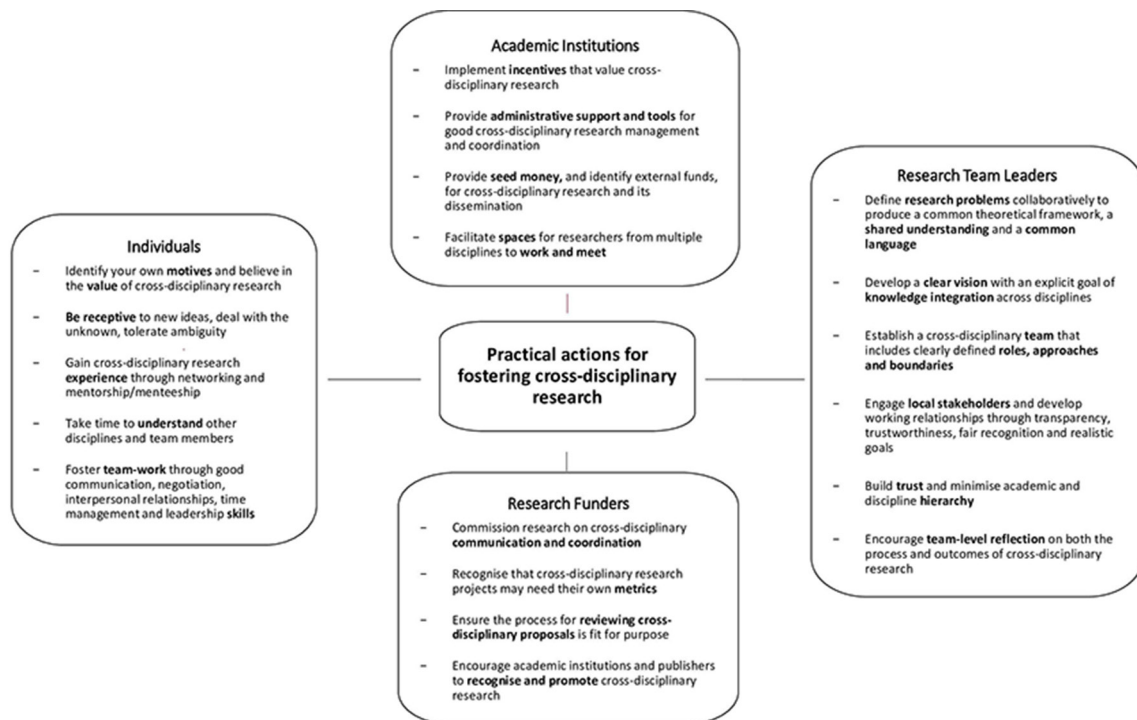 Academic Institutions
– Implement incentives that value cross-
disciplinary research
– Provide administrative support and tools for
good cross-disciplinary research management
and coordination
– Provide seed money, and identify external funds,
for cross-disciplinary research and its
dissemination
– Facilitate spaces for researchers from multiple
disciplines to work and meet
Individuals
– Identify your own motives and believe in
the value of cross-disciplinary research
– Be receptive to new ideas, deal with the
unknown, tolerate ambiguity
– Gain cross-disciplinary research
experience through networking and
mentorship/menteeship
– Take time to understand other
disciplines and team members
– Foster team-work through good
communication, negotiation,
interpersonal relationships, time
management and leadership skills
Practical actions for
fostering cross-disciplinary
research
Research Team Leaders
– Define research problems collaboratively to
produce a common theoretical framework, a
shared understanding and a common
language
– Develop a clear vision with an explicit goal of
knowledge integration across disciplines
– Establish a cross-disciplinary team that
includes clearly defined roles, approaches
and boundaries
– Engage local stakeholders and develop
working relationships through transparency,
trustworthiness, fair recognition and realistic
goals
– Build trust and minimise academic and
discipline hierarchy
– Encourage team-level reflection on both the
process and outcomes of cross-disciplinary
research
Research Funders
– Commission research on cross-disciplinary
communication and coordination
– Recognise that cross-disciplinary research
projects may need their own metrics
– Ensure the process for reviewing cross-
disciplinary proposals is fit for purpose
– Encourage academic institutions and publishers
to recognise and promote cross-disciplinary
research